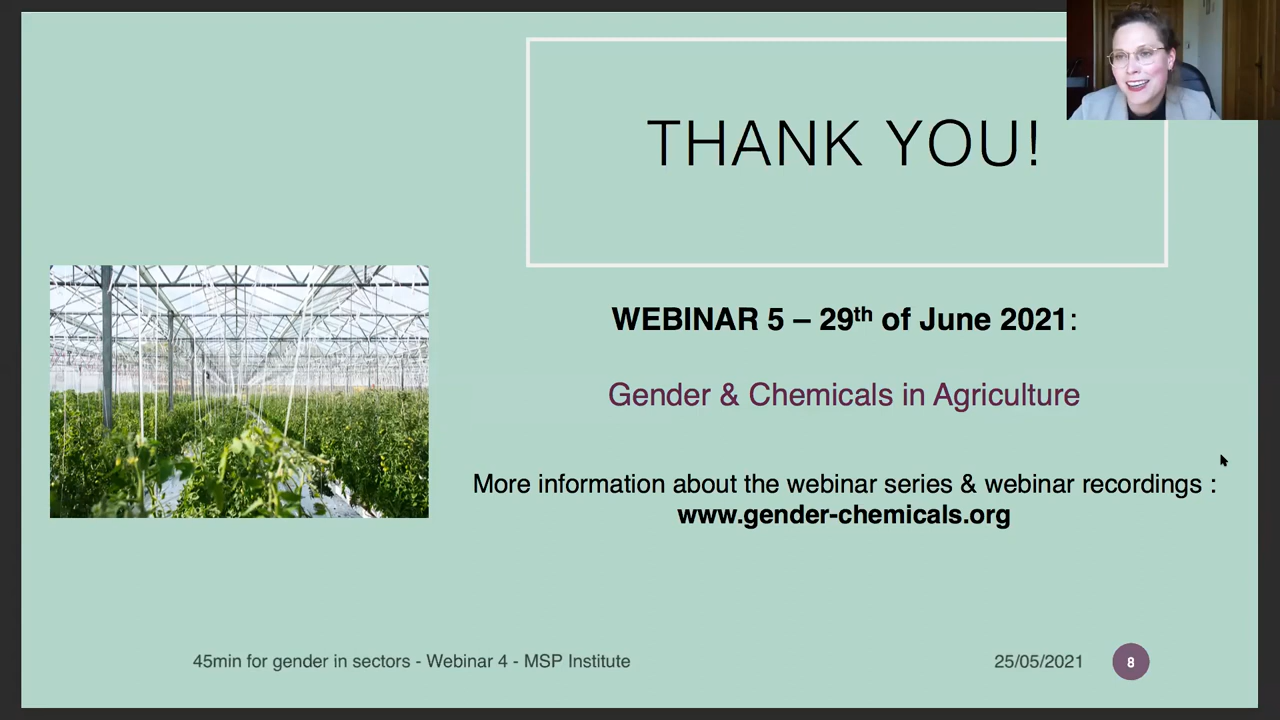 THANK YOU!
WEBINAR 5 – 29th of June 2021:
Gender & Chemicals in Agriculture
More information about the webinar series & webinar recordings :
www.gender-chemicals.org
45min for gender in sectors - Webinar 4 - MSP Institute
25/05/2021
8